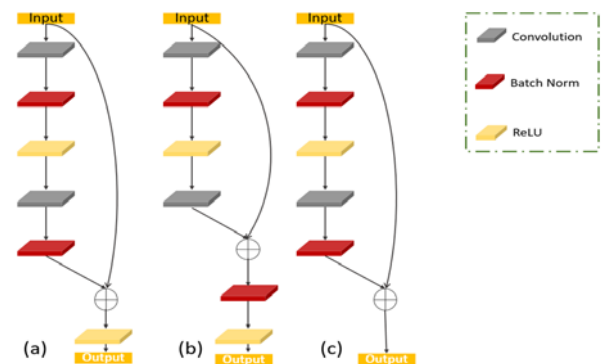 Input
Input
Input
Convolution
Batch Norm
ReLU
(a)
(b)
(c)
Output
Output
Output